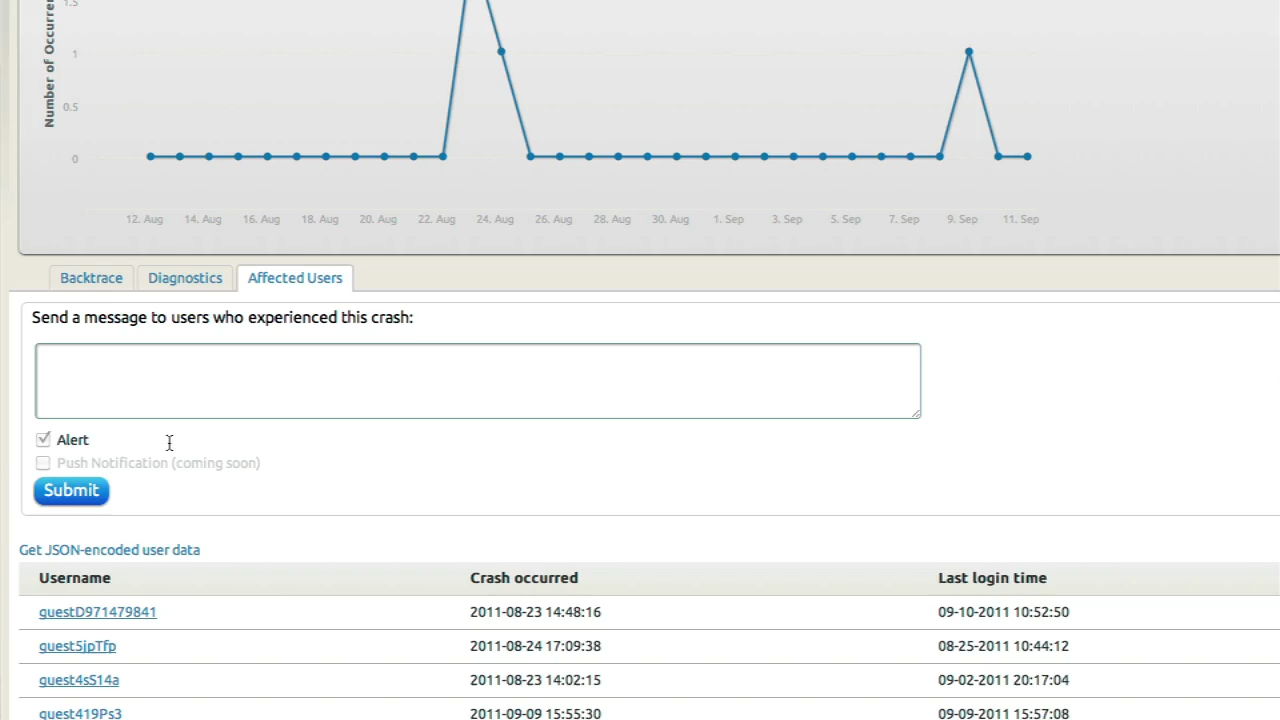 1.5
1
0.5
0
Number of Occurren
12. Aug 14. Aug 16. Aug 18. Aug 20. Aug 22. Aug 24. Aug 26. Aug 28. Aug 30. Aug 1. Sep 3. Sep 5. Sep 7. Sep 9. Sep 11. Sep
Backtrace Diagnostics Affected Users
Send a message to users who experienced this crash:
Alert
Push Notification (coming soon)
Submit
Get JSON-encoded user data
Username Crash occurred Last login time
guestD971479841 2011-08-23 14:48:16 09-10-2011 10:52:50
guest5jpTfp 2011-08-24 17:09:38 08-25-2011 10:44:12
guest4sS14a 2011-08-23 14:02:15 09-02-2011 20:17:04
guest419Ps3 2011-09-09 15:55:30 09-09-2011 15:57:08